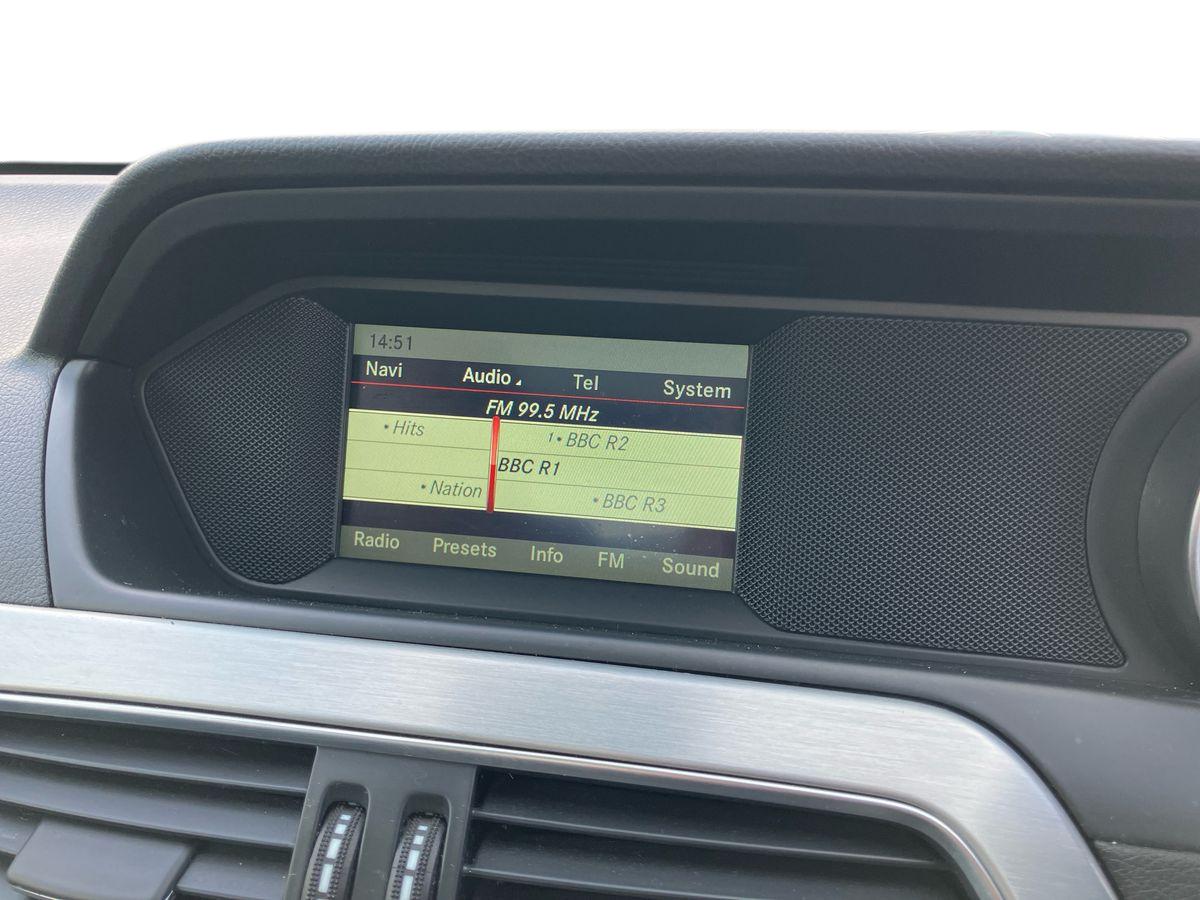 14:51
Navi Audio Tel System
FM 99.5 MHz
•Hits 1•BBC R2
BBC R1
•Nation •BBC R3
Radio Presets Info FM Sound